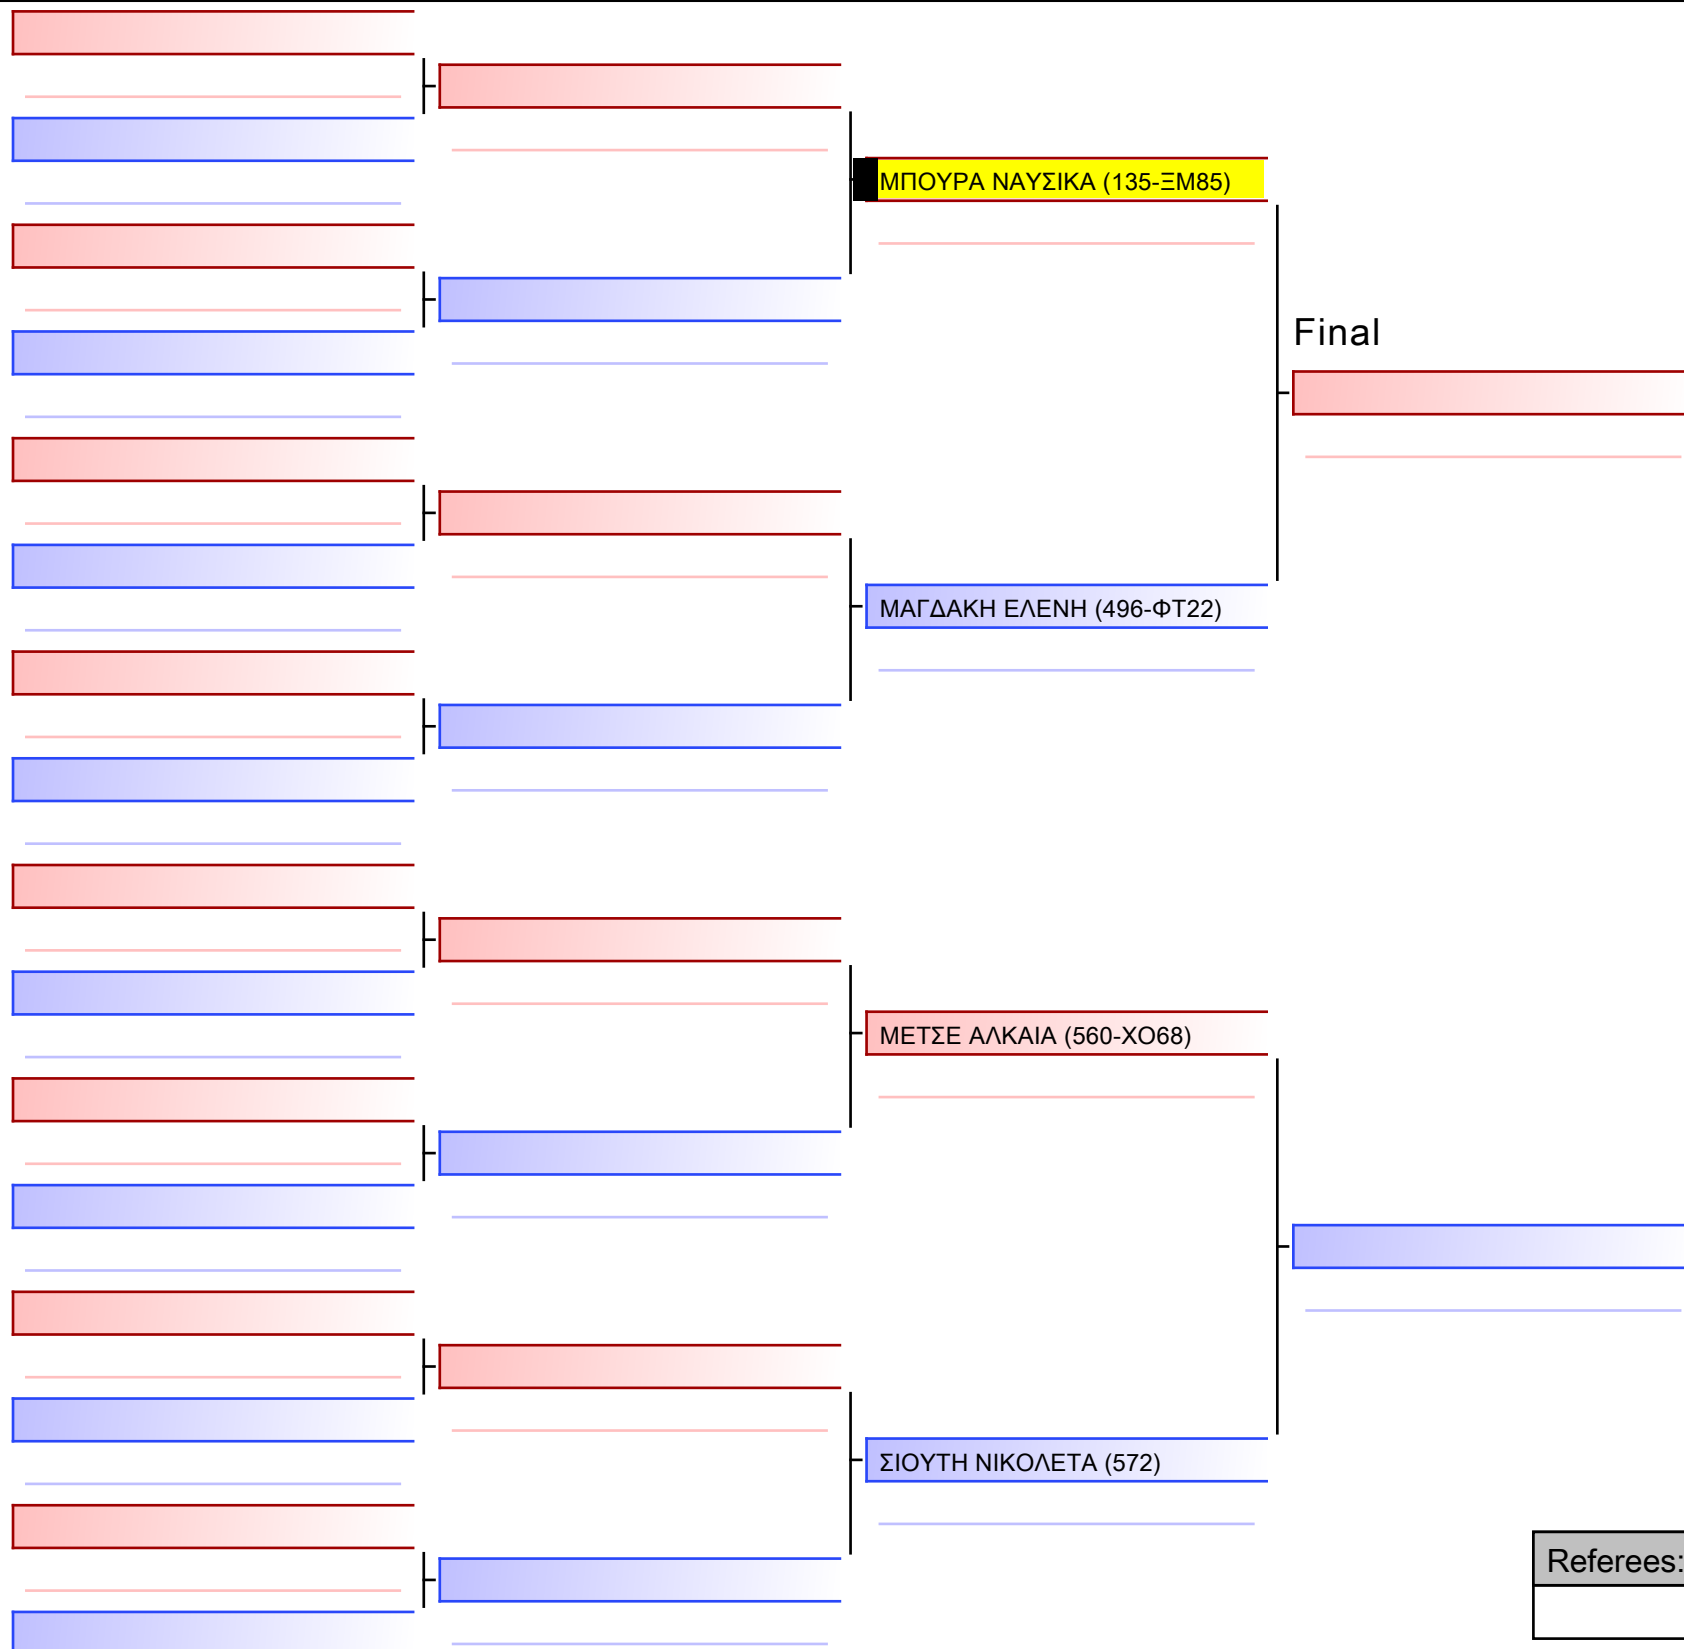 ΜΠΟΥΡΑ ΝΑΥΣΙΚΑ (135-ΞΜ85)
Final
ΜΑΓΔΑΚΗ ΕΛΕΝΗ (496-ΦΤ22)
ΜΕΤΣΕ ΑΛΚΑΙΑ (560-ΧΟ68)
ΣΙΟΥΤΗ ΝΙΚΟΛΕΤΑ (572)
Referees: